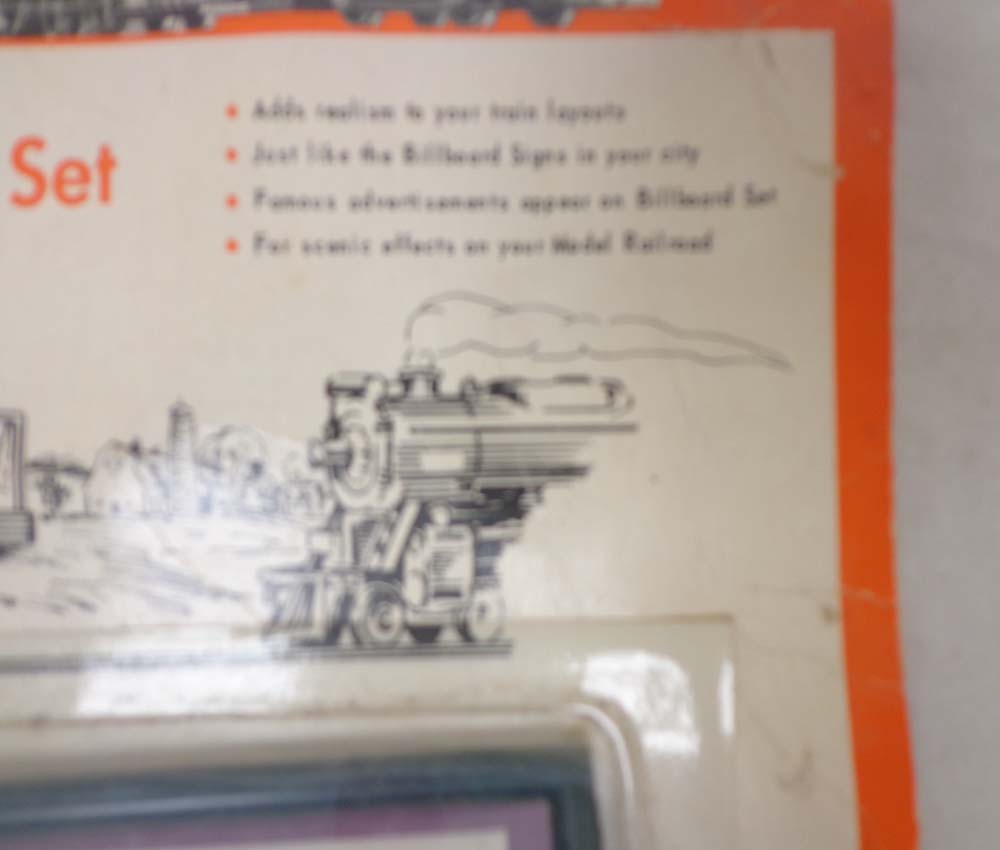 Set
• Adds realism to your train layouts
• Just like the Billboard Signs in your city
• Famous advertisements appear on Billboard Set
• For scenic effects on your Model Railroad